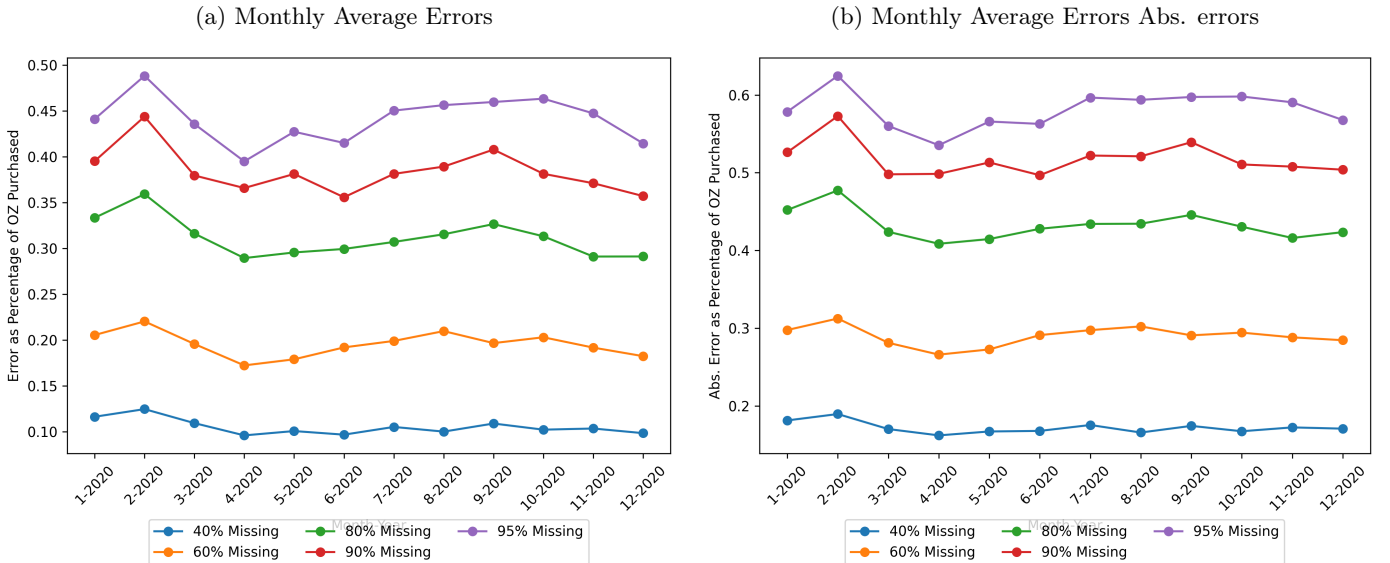 (a) Monthly Average Errors
Error as Percentage of OZ Purchased
0.50
0.45
0.40
0.35
0.30
0.25
0.20
0.15
0.10
1-2020
2-2020
3-2020
4-2020
5-2020
6-2020
7-2020
8-2020
9-2020
10-2020
11-2020
12-2020
Month-Year
40% Missing
60% Missing
80% Missing
90% Missing
95% Missing
(b) Monthly Average Errors Abs. errors
Abs. Error as Percentage of OZ Purchased
0.6
0.5
0.4
0.3
0.2
1-2020
2-2020
3-2020
4-2020
5-2020
6-2020
7-2020
8-2020
9-2020
10-2020
11-2020
12-2020
Month-Year
40% Missing
60% Missing
80% Missing
90% Missing
95% Missing